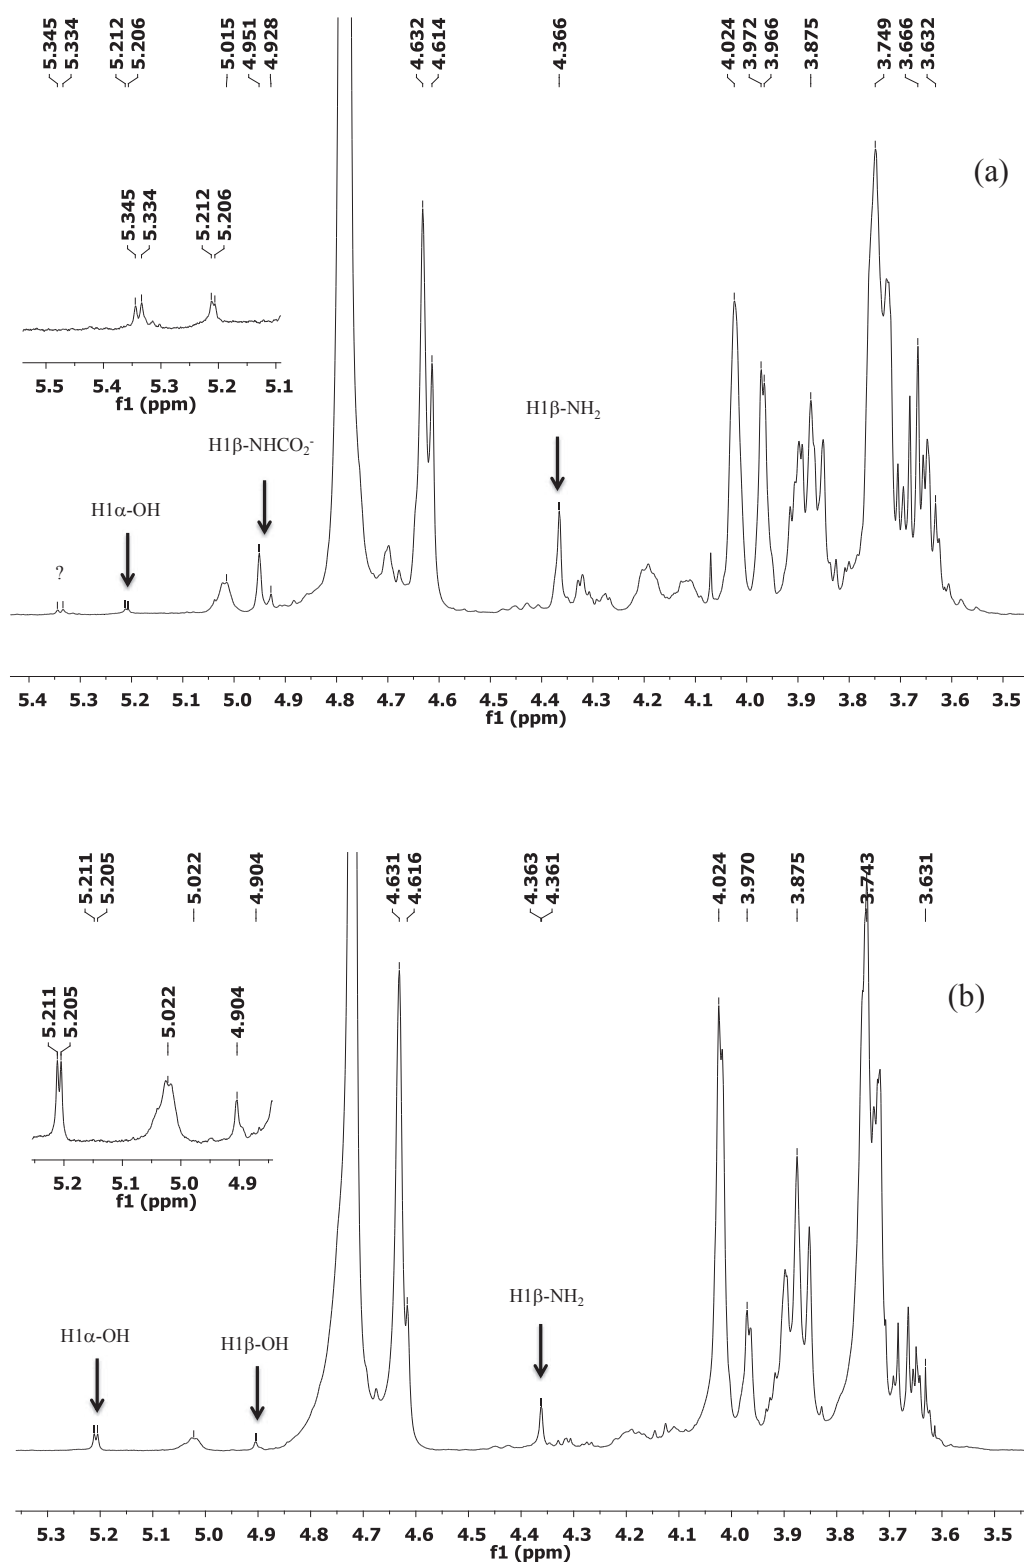 5.345
5.334
5.212
5.206
5.015
4.951
4.928
4.632
4.614
4.366
4.024
3.972
3.966
3.875
3.749
3.666
3.632
(a)
5.345
5.334
5.212
5.206
5.5 5.4 5.3 5.2 5.1
f1 (ppm)
H1β-NH₂
H1β-NHCO₂⁻
H1α-OH
?
5.4 5.3 5.2 5.1 5.0 4.9 4.8 4.7 4.6 4.5 4.4 4.3 4.2 4.1 4.0 3.9 3.8 3.7 3.6 3.5
f1 (ppm)
5.211
5.205
5.022
4.904
4.631
4.616
4.363
4.361
4.024
3.970
3.875
3.743
3.631
(b)
5.211
5.205
5.022
4.904
5.2 5.1 5.0 4.9
f1 (ppm)
H1β-NH₂
H1α-OH
H1β-OH
5.3 5.2 5.1 5.0 4.9 4.8 4.7 4.6 4.5 4.4 4.3 4.2 4.1 4.0 3.9 3.8 3.7 3.6 3.5
f1 (ppm)